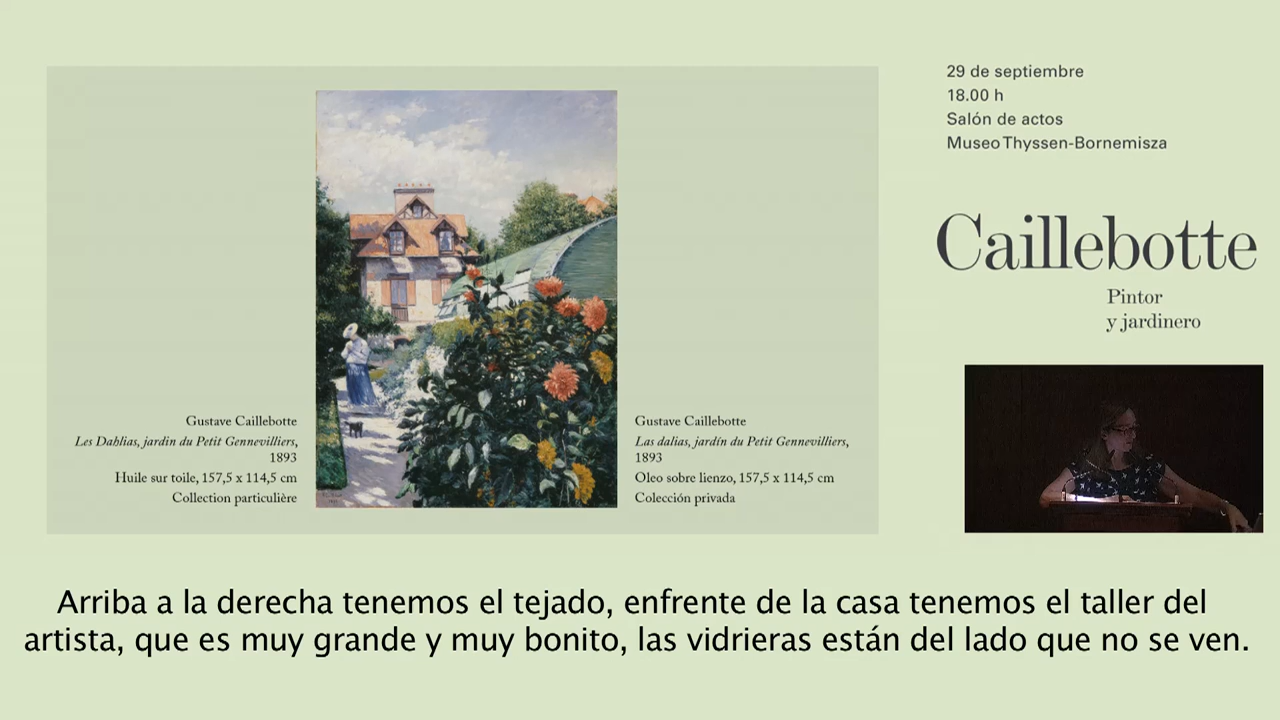 29 de septiembre
18.00 h
Salón de actos
Museo Thyssen-Bornemisza
Caillebotte
Pintor
y jardinero
Gustave Caillebotte
Les Dahlias, jardin du Petit Gennevilliers,
1893
Huile sur toile, 157,5 x 114,5 cm
Collection particulière
Gustave Caillebotte
Las dalias, jardín du Petit Gennevilliers,
1893
Oleo sobre lienzo, 157,5 x 114,5 cm
Colección privada
Arriba a la derecha tenemos el tejado, enfrente de la casa tenemos el taller del
artista, que es muy grande y muy bonito, las vidrieras están del lado que no se ven.